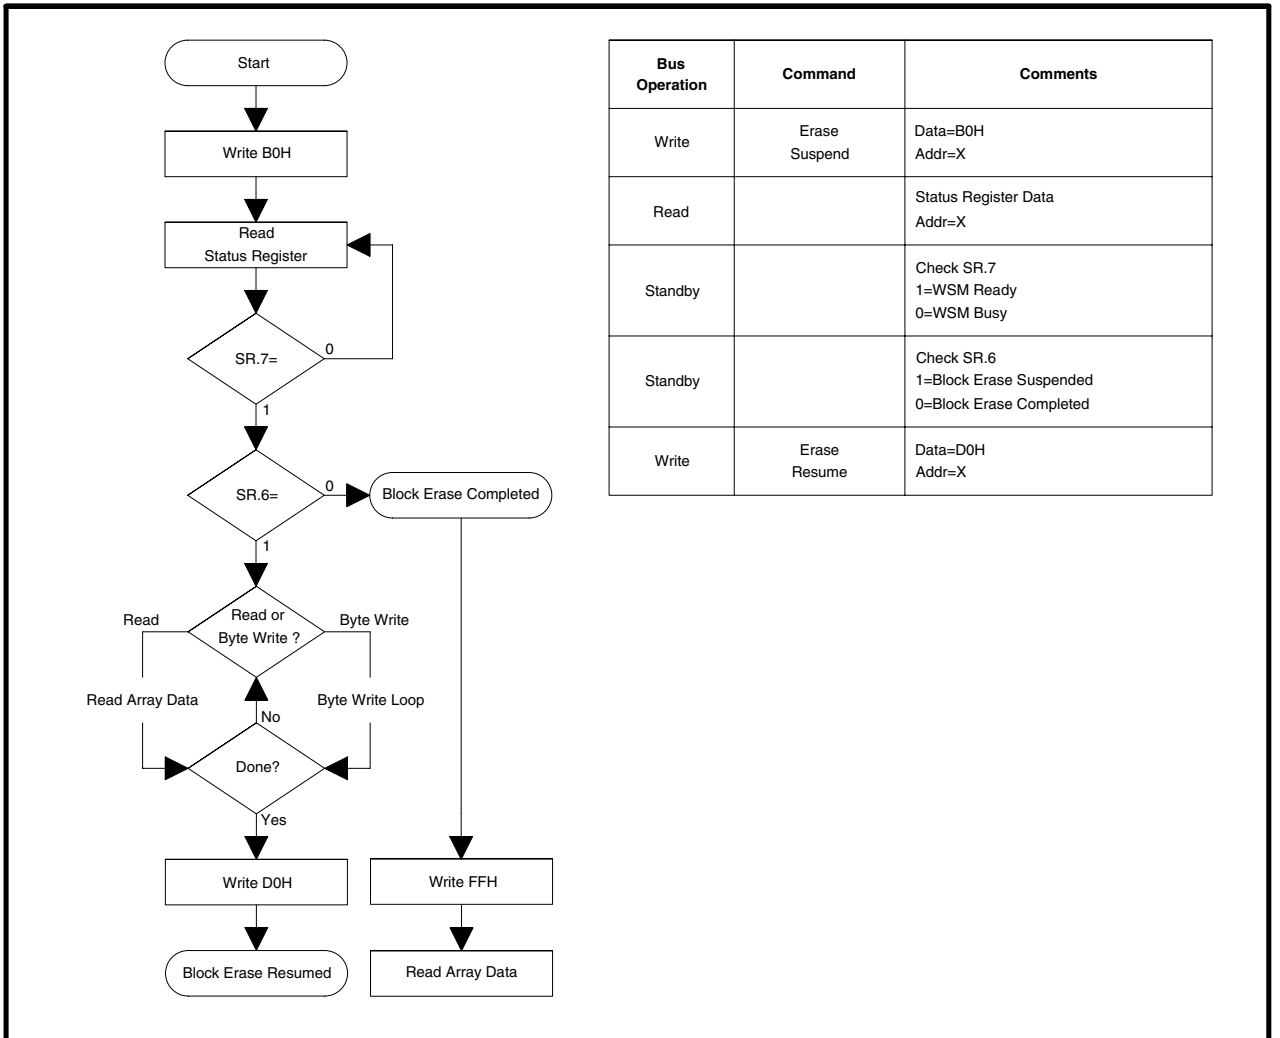 Start
Write B0H
Read
Status Register
SR.7=
0
1
SR.6=
0
Block Erase Completed
1
Read or
Byte Write ?
Read
Byte Write
Read Array Data
Byte Write Loop
No
Done?
Yes
Write D0H
Write FFH
Block Erase Resumed
Read Array Data
Bus
Operation
Command
Comments
Write
Erase
Suspend
Data=B0H
Addr=X
Read
Status Register Data
Addr=X
Standby
Check SR.7
1=WSM Ready
0=WSM Busy
Standby
Check SR.6
1=Block Erase Suspended
0=Block Erase Completed
Write
Erase
Resume
Data=D0H
Addr=X